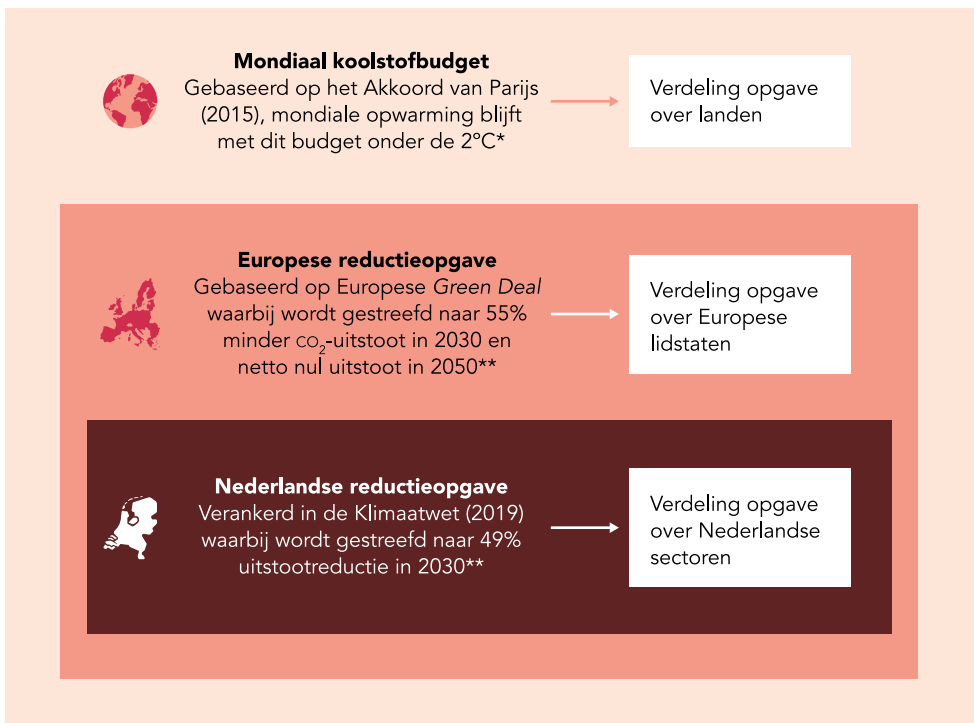 Mondiaal koolstofbudget
Gebaseerd op het Akkoord van Parijs
(2015), mondiale opwarming blijft
met dit budget onder de 2°C*
Verdeling opgave
over landen
Europese reductieopgave
Gebaseerd op Europese Green Deal
waarbij wordt gestreefd naar 55%
minder CO₂-uitstoot in 2030 en
netto nul uitstoot in 2050**
Verdeling opgave
over Europese
lidstaten
Nederlandse reductieopgave
Verankerd in de Klimaatwet (2019)
waarbij wordt gestreefd naar 49%
uitstootreductie in 2030**
Verdeling opgave
over Nederlandse
sectoren